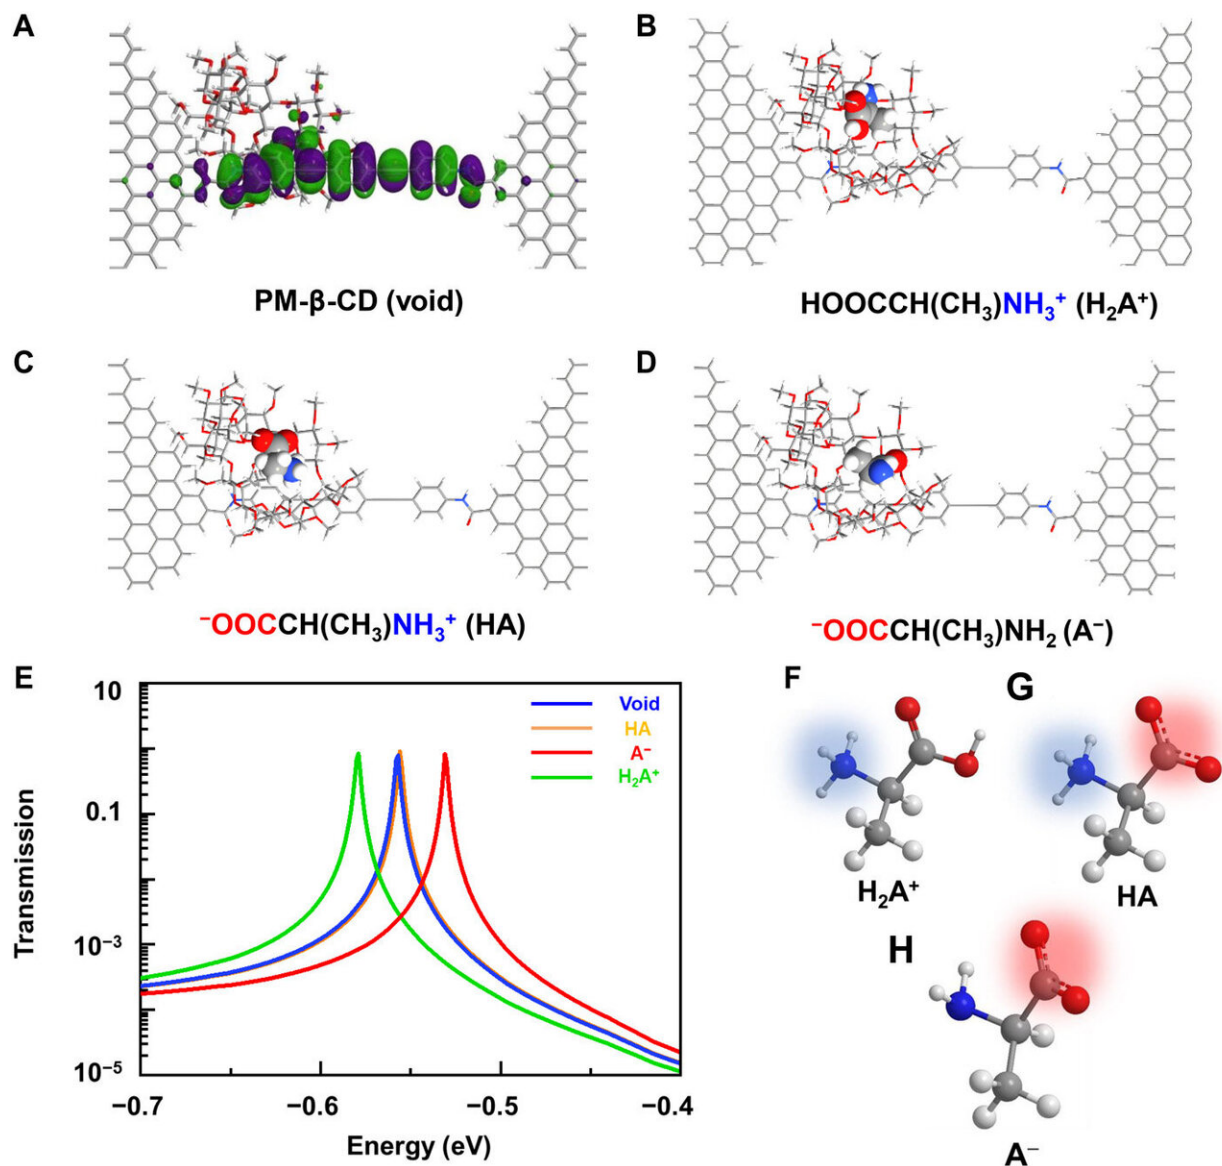 A
B
PM-β-CD (void)
HOOCCH(CH₃)NH₃⁺ (H₂A⁺)
C
D
⁻OOCCH(CH₃)NH₃⁺ (HA)
⁻OOCCH(CH₃)NH₂ (A⁻)
E
10
0.1
10⁻³
10⁻⁵
Transmission
Void
HA
A⁻
H₂A⁺
−0.7
−0.6
−0.5
−0.4
Energy (eV)
F
G
H₂A⁺
HA
H
A⁻